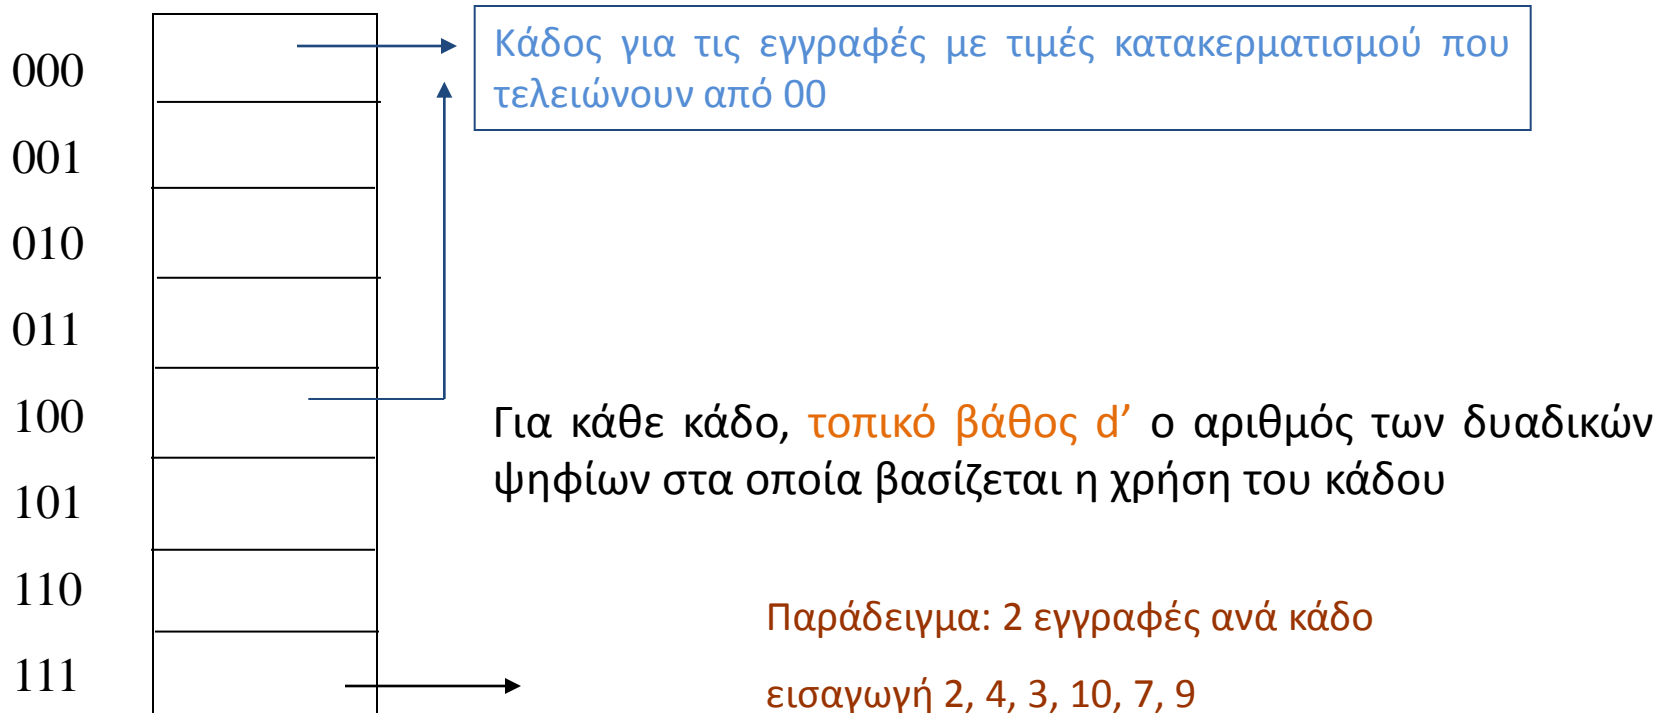 000
Κάδος για τις εγγραφές με τιμές κατακερματισμού που
τελειώνουν από 00
001
010
011
100
Για κάθε κάδο, τοπικό βάθος d’ ο αριθμός των δυαδικών
ψηφίων στα οποία βασίζεται η χρήση του κάδου
101
110
Παράδειγμα: 2 εγγραφές ανά κάδο
111
εισαγωγή 2, 4, 3, 10, 7, 9